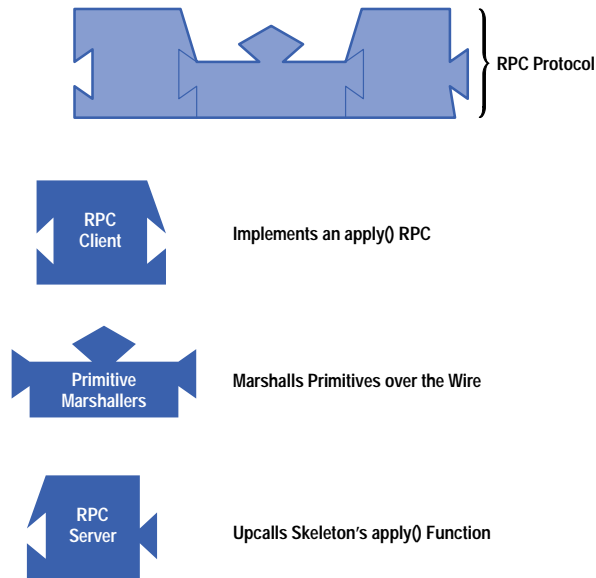 RPC Protocol
RPC
Client
Implements an apply() RPC
Primitive
Marshallers
Marshalls Primitives over the Wire
RPC
Server
Upcalls Skeleton's apply() Function